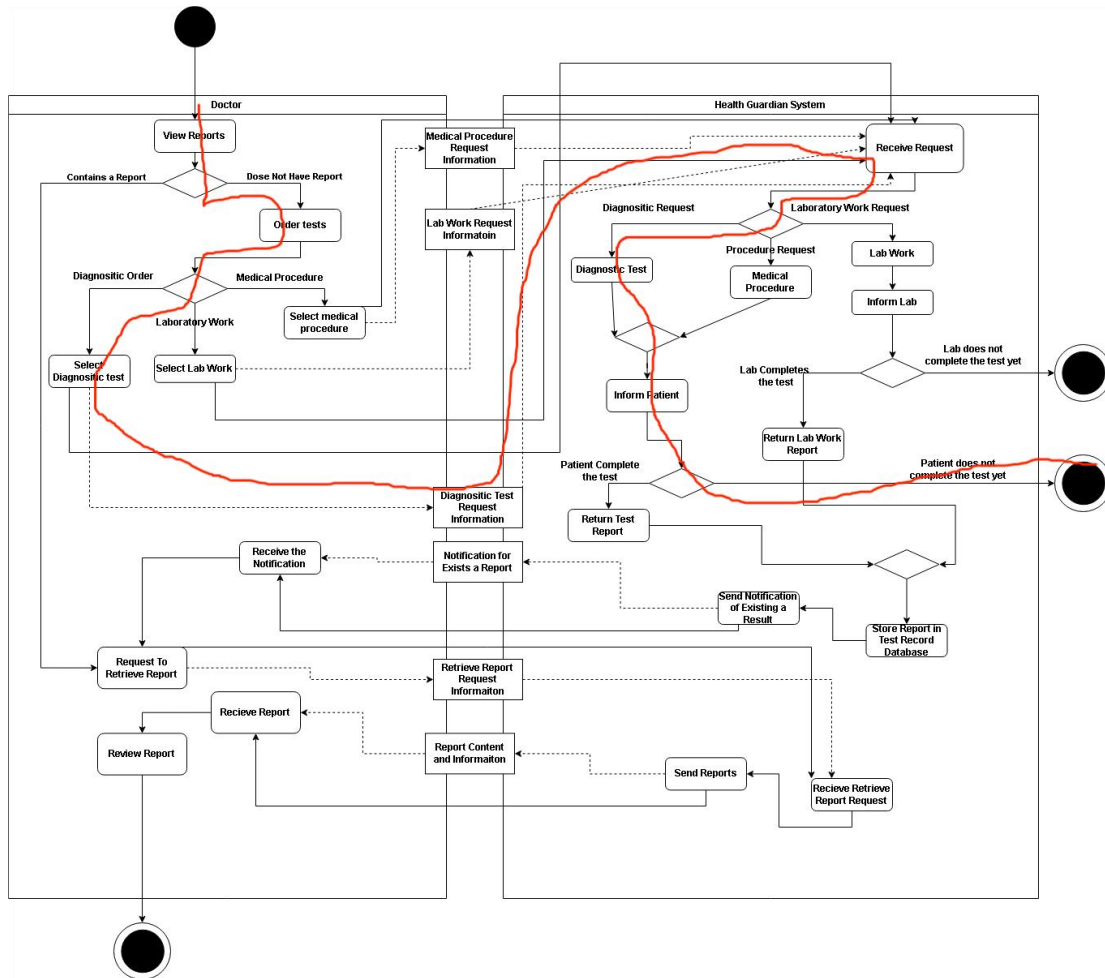 Doctor
Health Guardian System
View Reports
Medical Procedure
Request
Information
Receive Request
Contains a Report
Dose Not Have Report
Order tests
Lab Work Request
Informatoin
Diagnositic Request
Laboratory Work Request
Procedure Request
Diagnostic Test
Medical
Procedure
Lab Work
Inform Lab
Diagnositic Order
Medical Procedure
Laboratory Work
Select medical
procedure
Select
Diagnositic test
Select Lab Work
Inform Patient
Lab does not
complete the test yet
Lab Completes
the test
Return Lab Work
Report
Patient Complete
the test
Patient does not
complete the test yet
Diagnositic Test
Request
Information
Return Test
Report
Receive the
Notification
Notification for
Exists a Report
Send Notification
of Existing a
Result
Store Report in
Test Record
Database
Request To
Retrieve Report
Retrieve Report
Request
Informaiton
Recieve Report
Review Report
Report Content
and Informaiton
Send Reports
Recieve Retrieve
Report Request